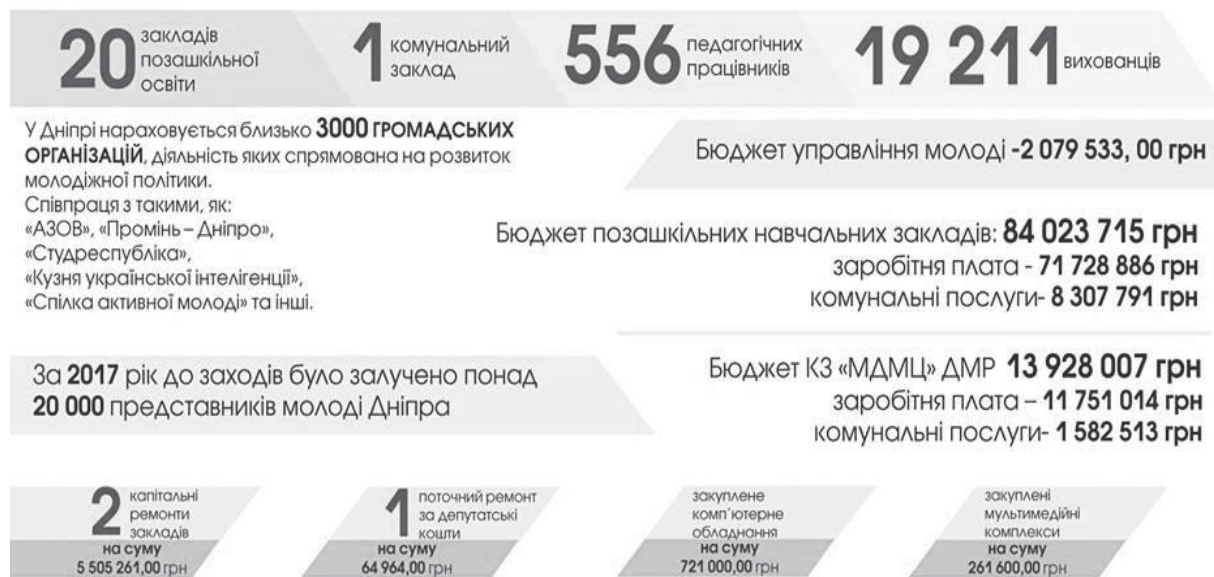 20 закладів
позашкільної
освіти
1 комунальний
заклад
556 педагогічних
працівників
19 211 вихованців
У Дніпрі нараховується близько 3000 ГРОМАДСЬКИХ
ОРГАНІЗАЦІЙ, діяльність яких спрямована на розвиток
молодіжної політики.
Співпраця з такими, як:
«АЗОВ», «Промінь – Дніпро»,
«Студреспубліка»,
«Кузня української інтелігенції»,
«Спілка активної молоді» та інші.
Бюджет управління молоді -2 079 533, 00 грн
Бюджет позашкільних навчальних закладів: 84 023 715 грн
заробітня плата - 71 728 886 грн
комунальні послуги- 8 307 791 грн
За 2017 рік до заходів було залучено понад
20 000 представників молоді Дніпра
Бюджет КЗ «МДМЦ» ДМР 13 928 007 грн
заробітня плата – 11 751 014 грн
комунальні послуги- 1 582 513 грн
2 капітальні
ремонти
закладів
на суму
5 505 261,00 грн
1 поточний ремонт
за депутатські
кошти
на суму
64 964,00 грн
закуплене
комп´ютерне
обладнання
на суму
721 000,00 грн
закуплені
мультимедійні
комплекси
на суму
261 600,00 грн